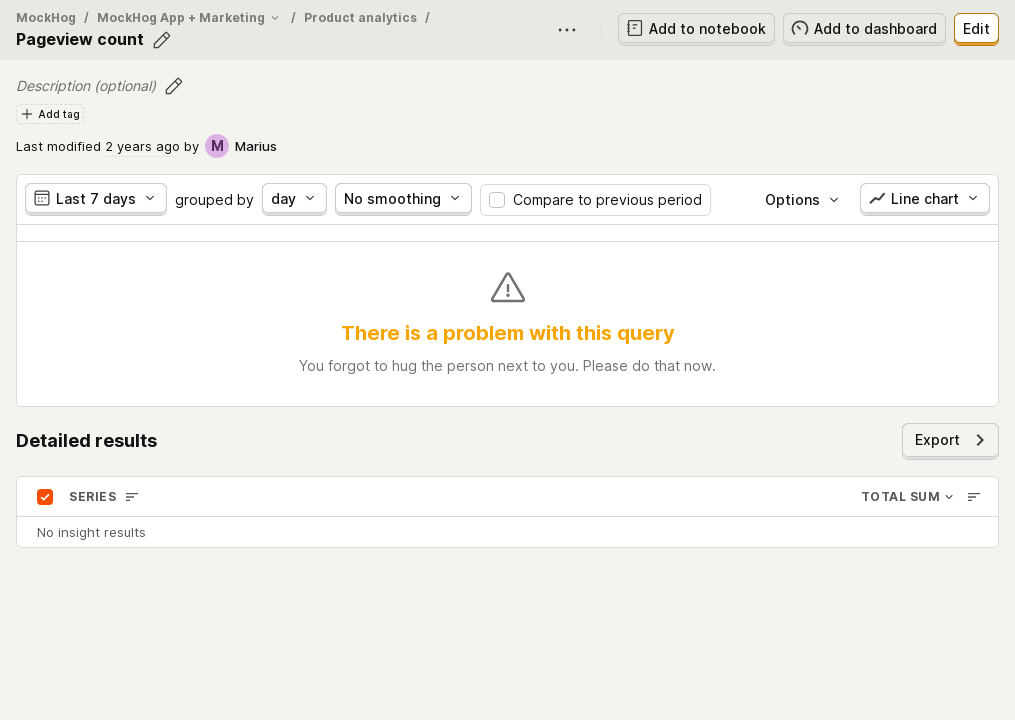 MockHog / MockHog App + Marketing / Product analytics /
Pageview count
Add to notebook
Add to dashboard
Edit
Description (optional)
Add tag
Last modified 2 years ago by M Marius
Last 7 days grouped by day No smoothing Compare to previous period Options Line chart
There is a problem with this query
You forgot to hug the person next to you. Please do that now.
Detailed results
Export
SERIES TOTAL SUM
No insight results